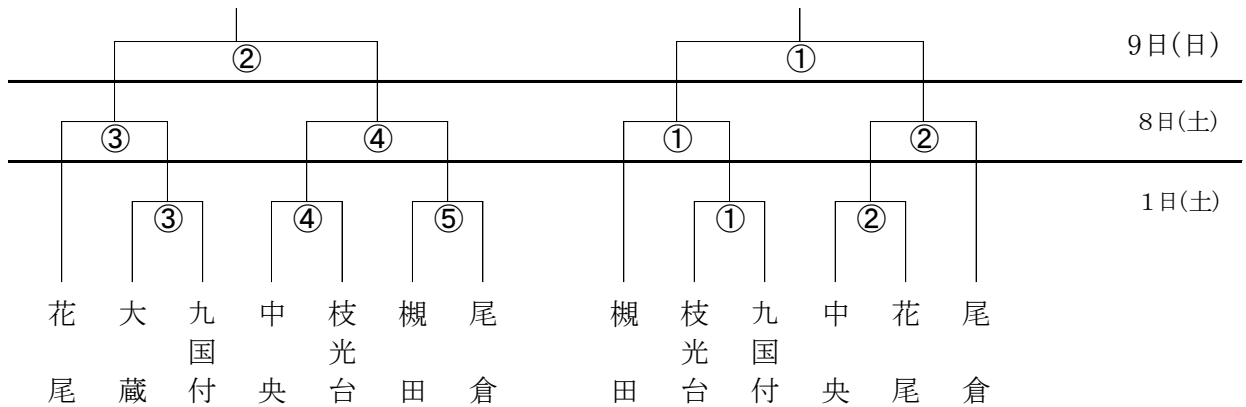 ② ① 9日(日)
③ ④ ① ② 8日(土)
③ ④ ⑤ ① ② 1日(土)
花尾 大蔵 九国付 中央 枝光台 槻田 尾倉 槻田 枝光台 九国付 中央 花尾 尾倉